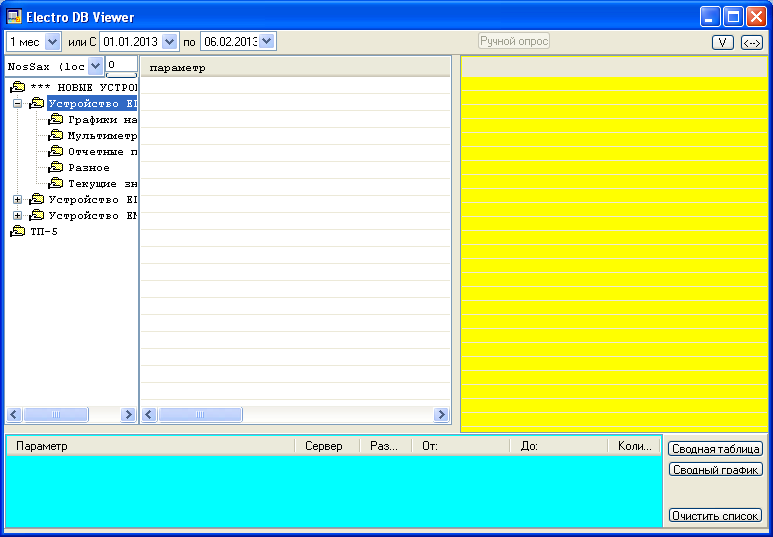 Electro DB Viewer
1 мес или С 01.01.2013 по 06.02.2013 Ручной опрос V <-->
NosSax (loc 0 параметр
*** НОВЫЕ УСТРО
Устройство EI
Графики на
Мультиметр
Отчетные п
Разное
Текущие зн
Устройство EI
Устройство EM
ТП-5
Параметр Сервер Раз... От: До: Коли...
Сводная таблица
Сводный график
Очистить список